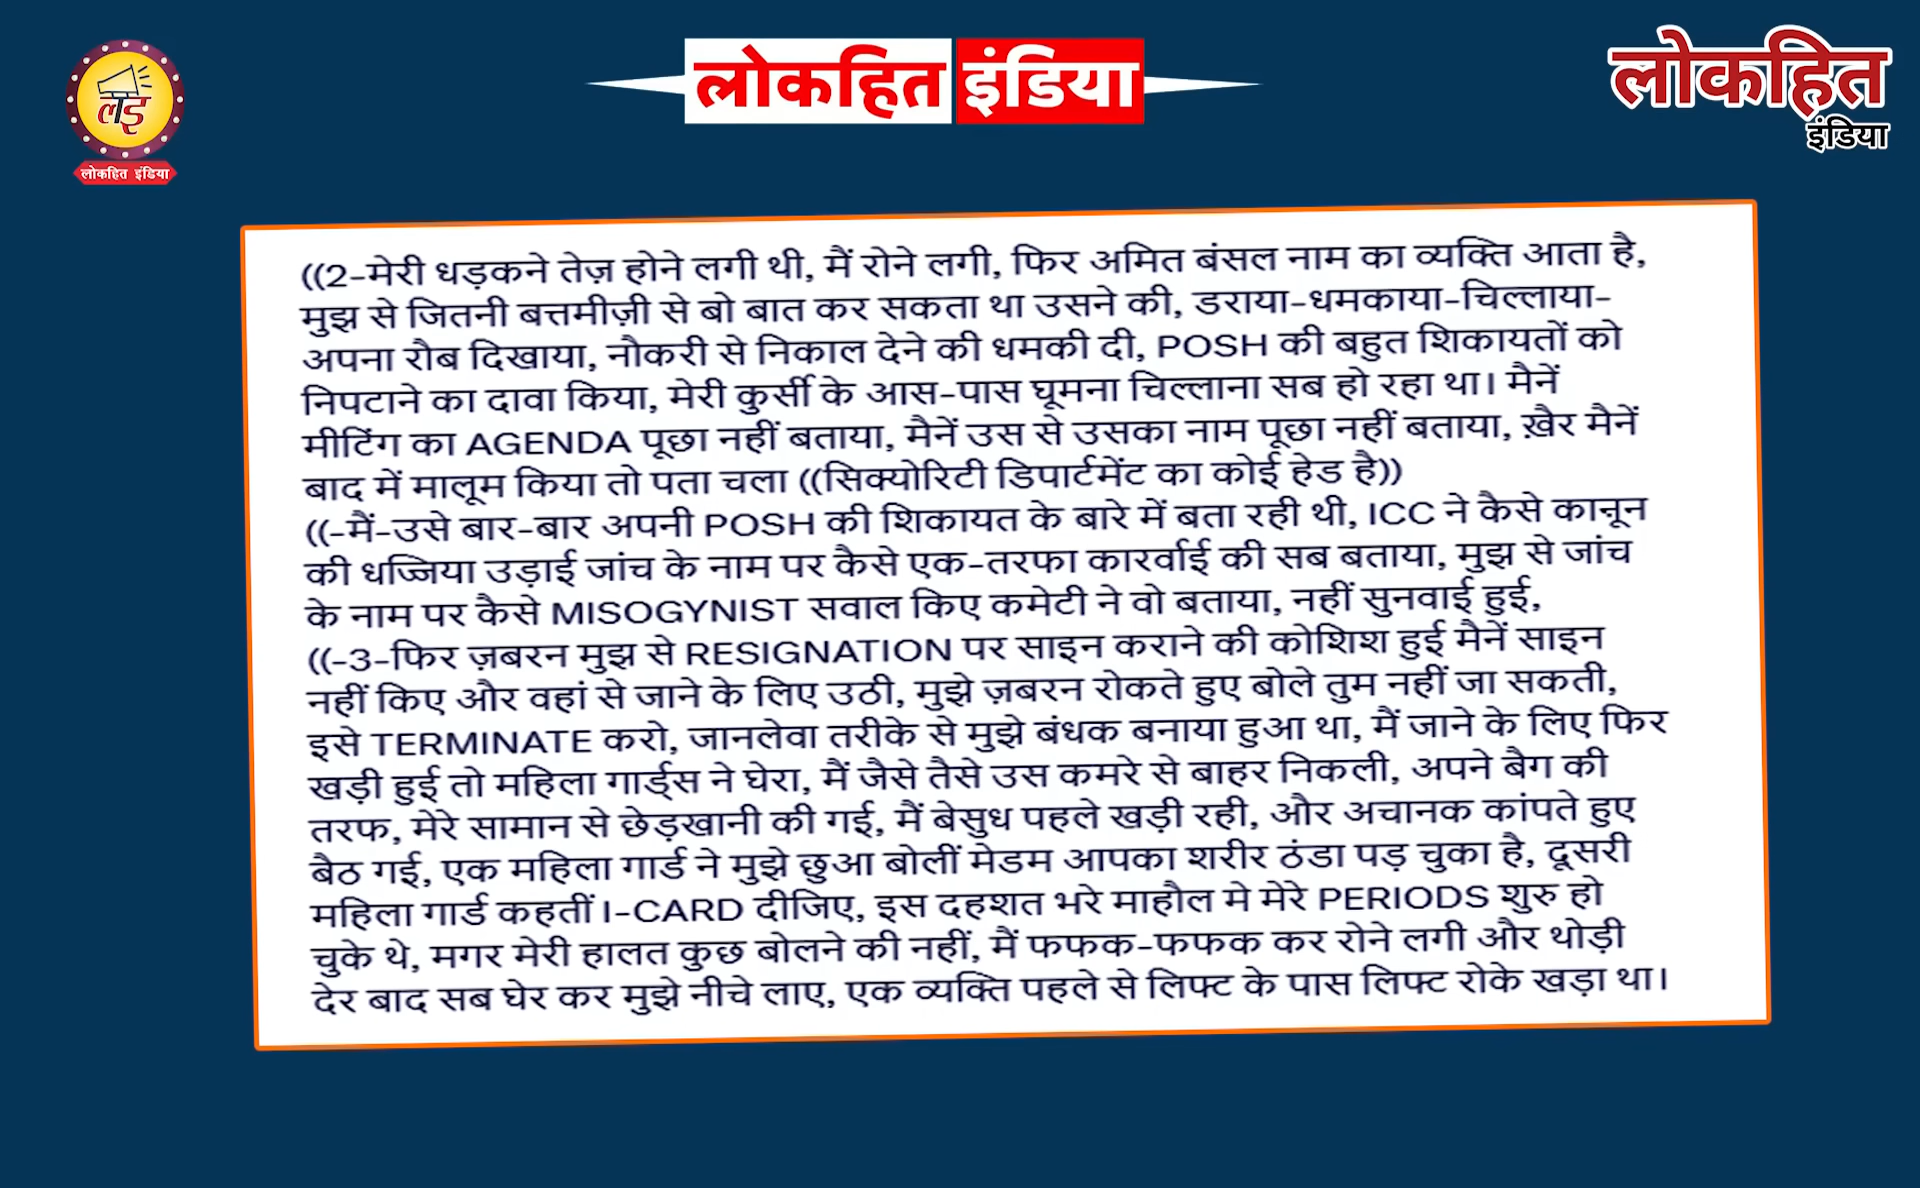 लइ
लोकहित इंडिया
लोकहित इंडिया
लोकहित
इंडिया
((2-मेरी धड़कने तेज़ होने लगी थी, मैं रोने लगी, फिर अमित बंसल नाम का व्यक्ति आता है,
मुझ से जितनी बत्तमीज़ी से बो बात कर सकता था उसने की, डराया-धमकाया-चिल्लाया-
अपना रौब दिखाया, नौकरी से निकाल देने की धमकी दी, POSH की बहुत शिकायतों को
निपटाने का दावा किया, मेरी कुर्सी के आस-पास घूमना चिल्लाना सब हो रहा था। मैनें
मीटिंग का AGENDA पूछा नहीं बताया, मैनें उस से उसका नाम पूछा नहीं बताया, ख़ैर मैनें
बाद में मालूम किया तो पता चला ((सिक्योरिटी डिपार्टमेंट का कोई हेड है))
((-मैं-उसे बार-बार अपनी POSH की शिकायत के बारे में बता रही थी, ICC ने कैसे कानून
की धज्जिया उड़ाई जांच के नाम पर कैसे एक-तरफा कारर्वाई की सब बताया, मुझ से जांच
के नाम पर कैसे MISOGYNIST सवाल किए कमेटी ने वो बताया, नहीं सुनवाई हुई,
((-3-फिर ज़बरन मुझ से RESIGNATION पर साइन कराने की कोशिश हुई मैनें साइन
नहीं किए और वहां से जाने के लिए उठी, मुझे ज़बरन रोकते हुए बोले तुम नहीं जा सकती,
इसे TERMINATE करो, जानलेवा तरीके से मुझे बंधक बनाया हुआ था, मैं जाने के लिए फिर
खड़ी हुई तो महिला गार्ड्स ने घेरा, मैं जैसे तैसे उस कमरे से बाहर निकली, अपने बैग की
तरफ, मेरे सामान से छेड़खानी की गई, मैं बेसुध पहले खड़ी रही, और अचानक कांपते हुए
बैठ गई, एक महिला गार्ड ने मुझे छुआ बोलीं मेडम आपका शरीर ठंडा पड़ चुका है, दूसरी
महिला गार्ड कहतीं I-CARD दीजिए, इस दहशत भरे माहौल मे मेरे PERIODS शुरु हो
चुके थे, मगर मेरी हालत कुछ बोलने की नहीं, मैं फफक-फफक कर रोने लगी और थोड़ी
देर बाद सब घेर कर मुझे नीचे लाए, एक व्यक्ति पहले से लिफ्ट के पास लिफ्ट रोके खड़ा था।